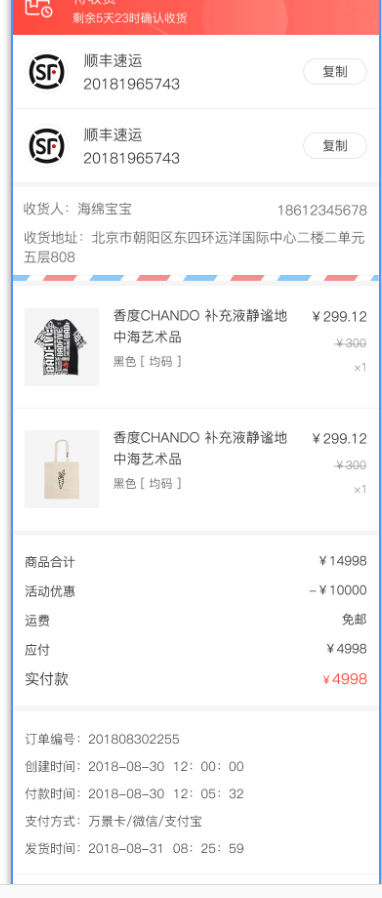 待收货
剩余5天23时确认收货
SF
顺丰速运
20181965743
复制
SF
顺丰速运
20181965743
复制
收货人：海绵宝宝 18612345678
收货地址：北京市朝阳区东四环远洋国际中心二楼二单元
五层808
香度CHANDO 补充液静谧地 ￥299.12
中海艺术品 ￥300
黑色 [ 均码 ] ×1
香度CHANDO 补充液静谧地 ￥299.12
中海艺术品 ￥300
黑色 [ 均码 ] ×1
商品合计 ￥14998
活动优惠 -￥10000
运费 免邮
应付 ￥4998
实付款 ￥4998
订单编号：201808302255
创建时间：2018-08-30 12：00：00
付款时间：2018-08-30 12：05：32
支付方式：万景卡/微信/支付宝
发货时间：2018-08-31 08：25：59